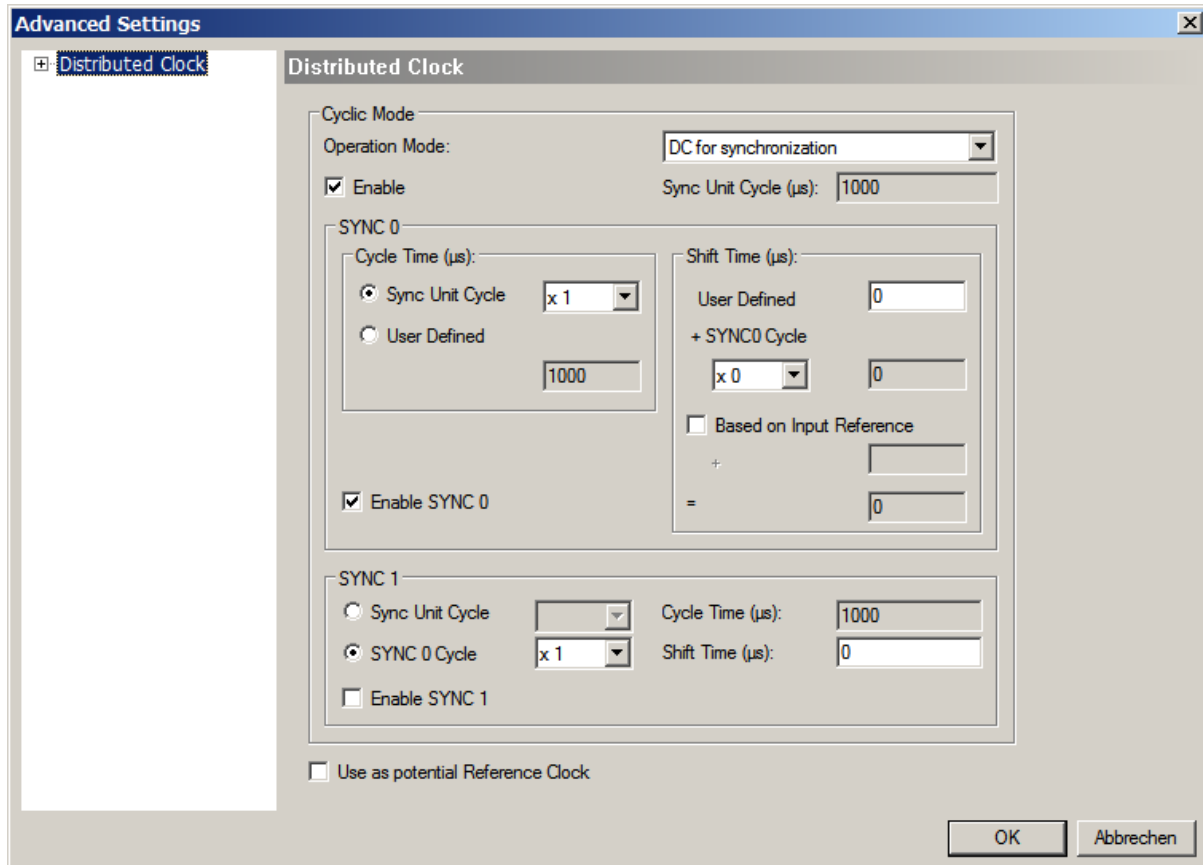 Advanced Settings
Distributed Clock
Distributed Clock
Cyclic Mode
Operation Mode:
DC for synchronization
Enable
Sync Unit Cycle (µs):
1000
SYNC 0
Cycle Time (µs):
Sync Unit Cycle
x 1
User Defined
1000
Shift Time (µs):
User Defined
0
+ SYNC0 Cycle
x 0
0
Based on Input Reference
+
=
0
Enable SYNC 0
SYNC 1
Sync Unit Cycle
Cycle Time (µs):
1000
SYNC 0 Cycle
x 1
Shift Time (µs):
0
Enable SYNC 1
Use as potential Reference Clock
OK
Abbrechen